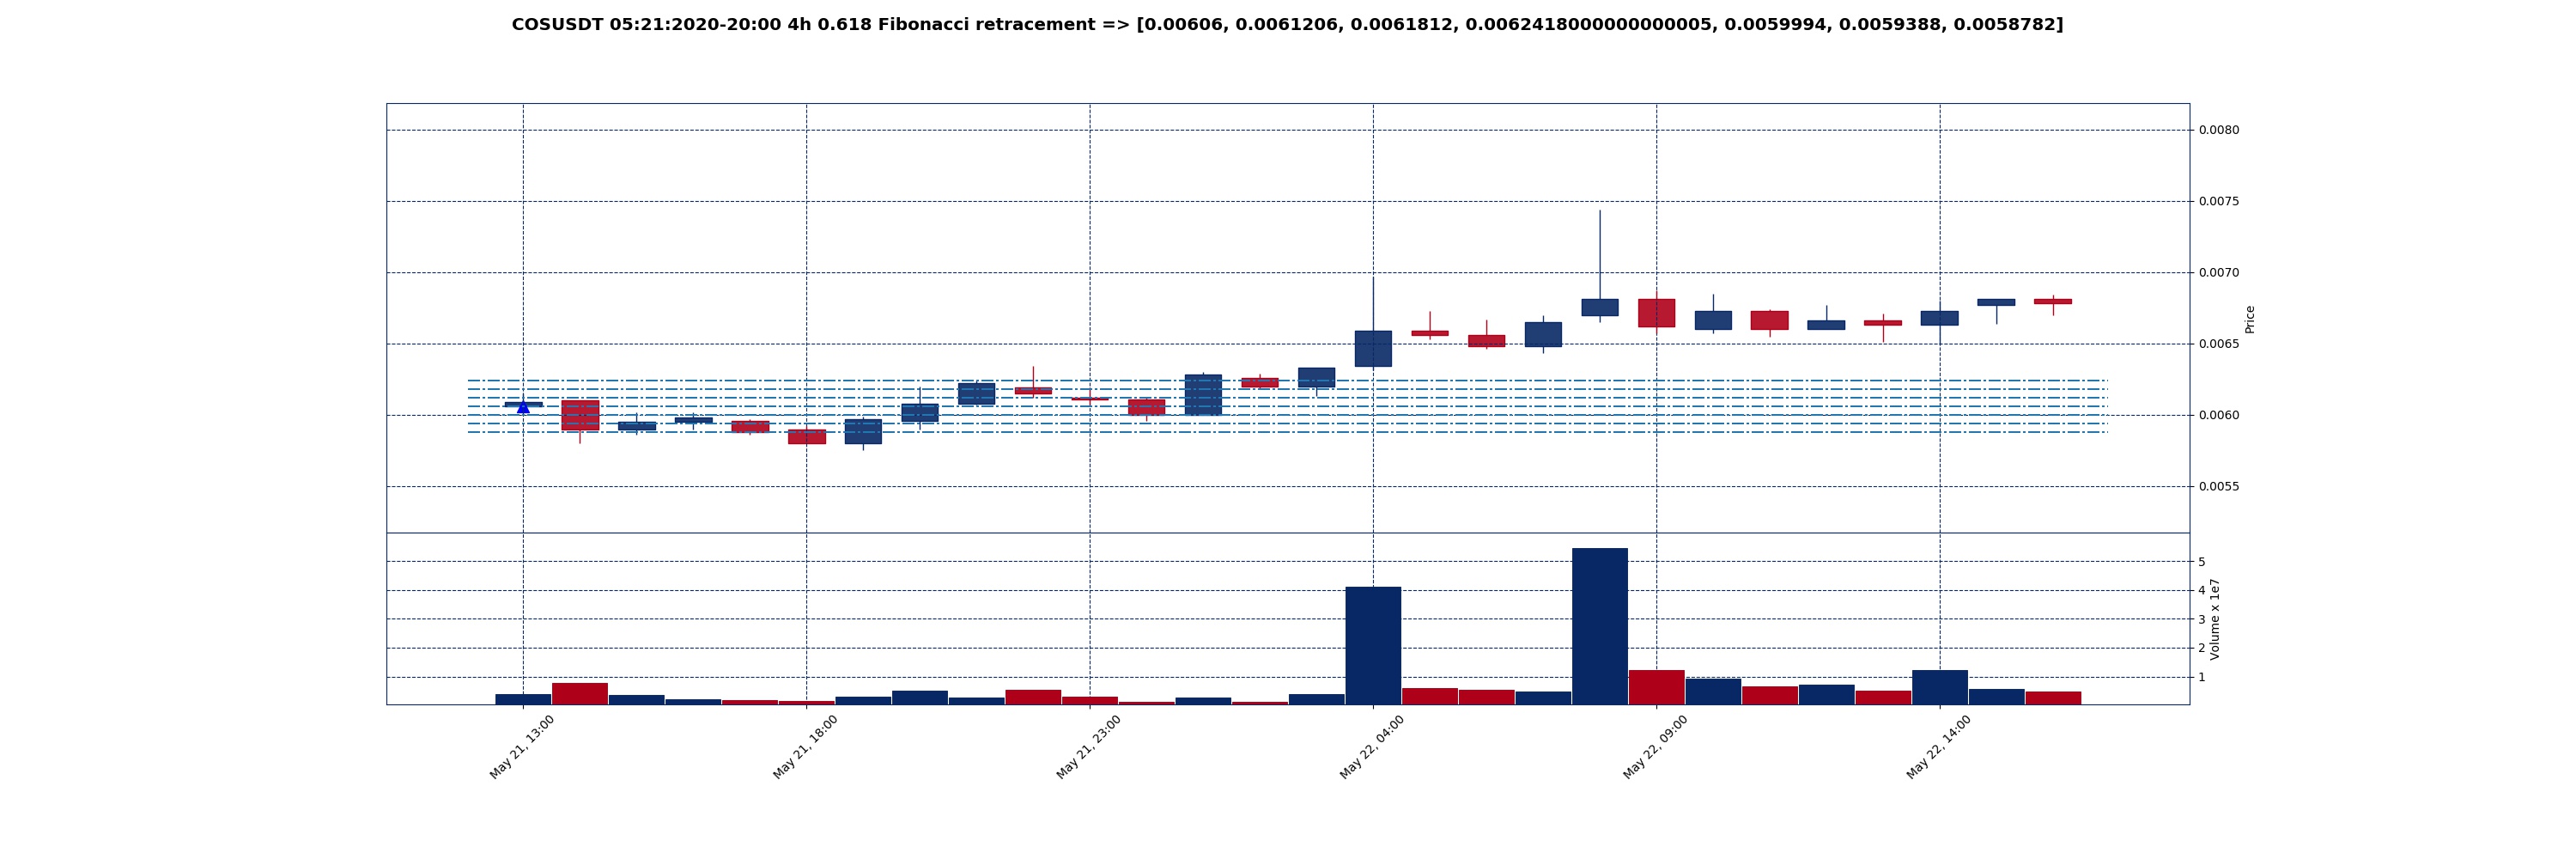 COSUSDT 05:21:2020-20:00 4h 0.618 Fibonacci retracement => [0.00606, 0.0061206, 0.0061812, 0.0062418000000000005, 0.0059994, 0.0059388, 0.0058782]
0.0080
0.0075
0.0070
0.0065
0.0060
0.0055
Price
5
4
3
2
1
Volume x 1e7
May 21, 13:00
May 21, 18:00
May 21, 23:00
May 22, 04:00
May 22, 09:00
May 22, 14:00